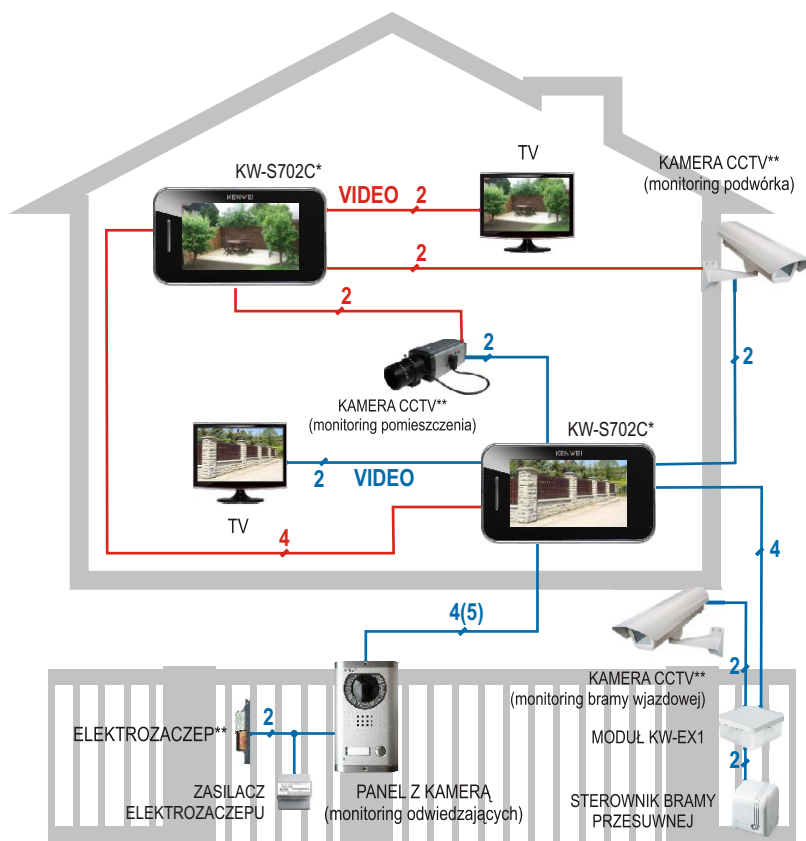 TV
KAMERA CCTV**
(monitoring podwórka)
KW-S702C*
KENWEI
VIDEO 2
2
2
2
2
KAMERA CCTV**
(monitoring pomieszczenia)
KW-S702C*
KENWEI
2 VIDEO
TV
4
4
4(5)
2
KAMERA CCTV**
(monitoring bramy wjazdowej)
ELEKTROZACZEP**
2
MODUŁ KW-EX1
2
ZASILACZ
ELEKTROZACZEPU
PANEL Z KAMERĄ
(monitoring odwiedzających)
STEROWNIK BRAMY
PRZESUWNEJ